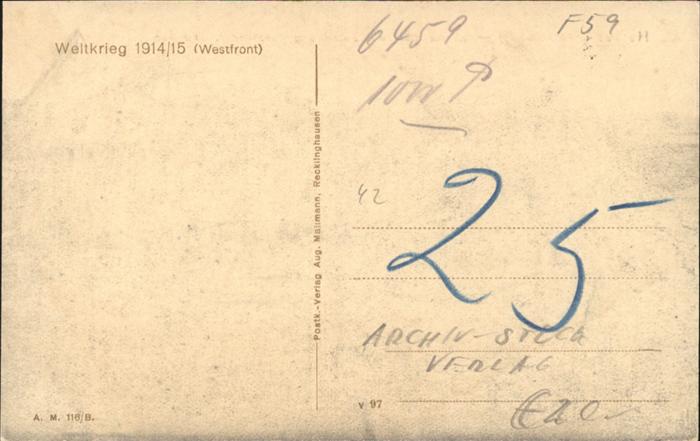 Weltkrieg 1914/15 (Westfront)
Postk.-Verlag Aug. Mallmann, Recklinghausen
A. M. 116/B.
6459
F59
42
25
ARCHIV-STÜCK
VERLAG
v 97
€20.-